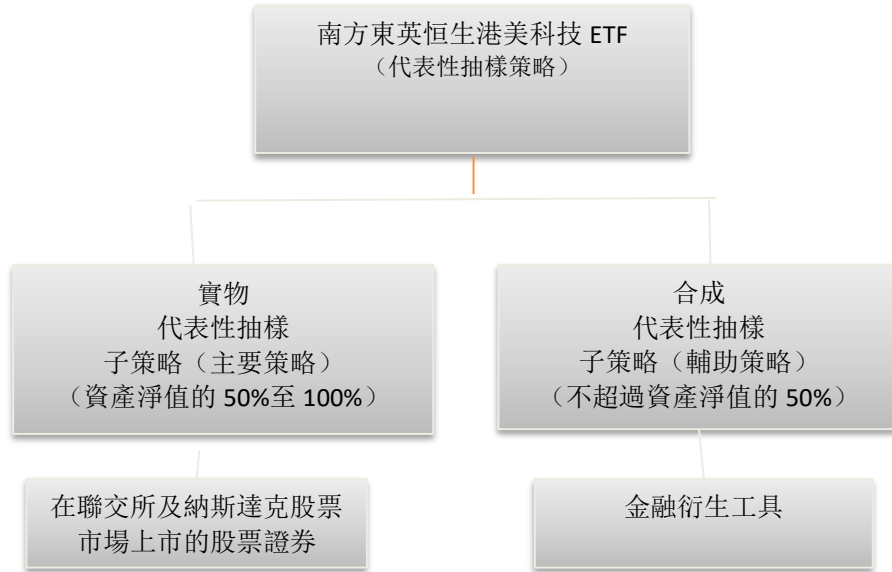 南方東英恒生港美科技 ETF
（代表性抽樣策略）
實物
代表性抽樣
子策略（主要策略）
（資產淨值的 50%至 100%）
合成
代表性抽樣
子策略（輔助策略）
（不超過資產淨值的 50%）
在聯交所及納斯達克股票
市場上市的股票證券
金融衍生工具